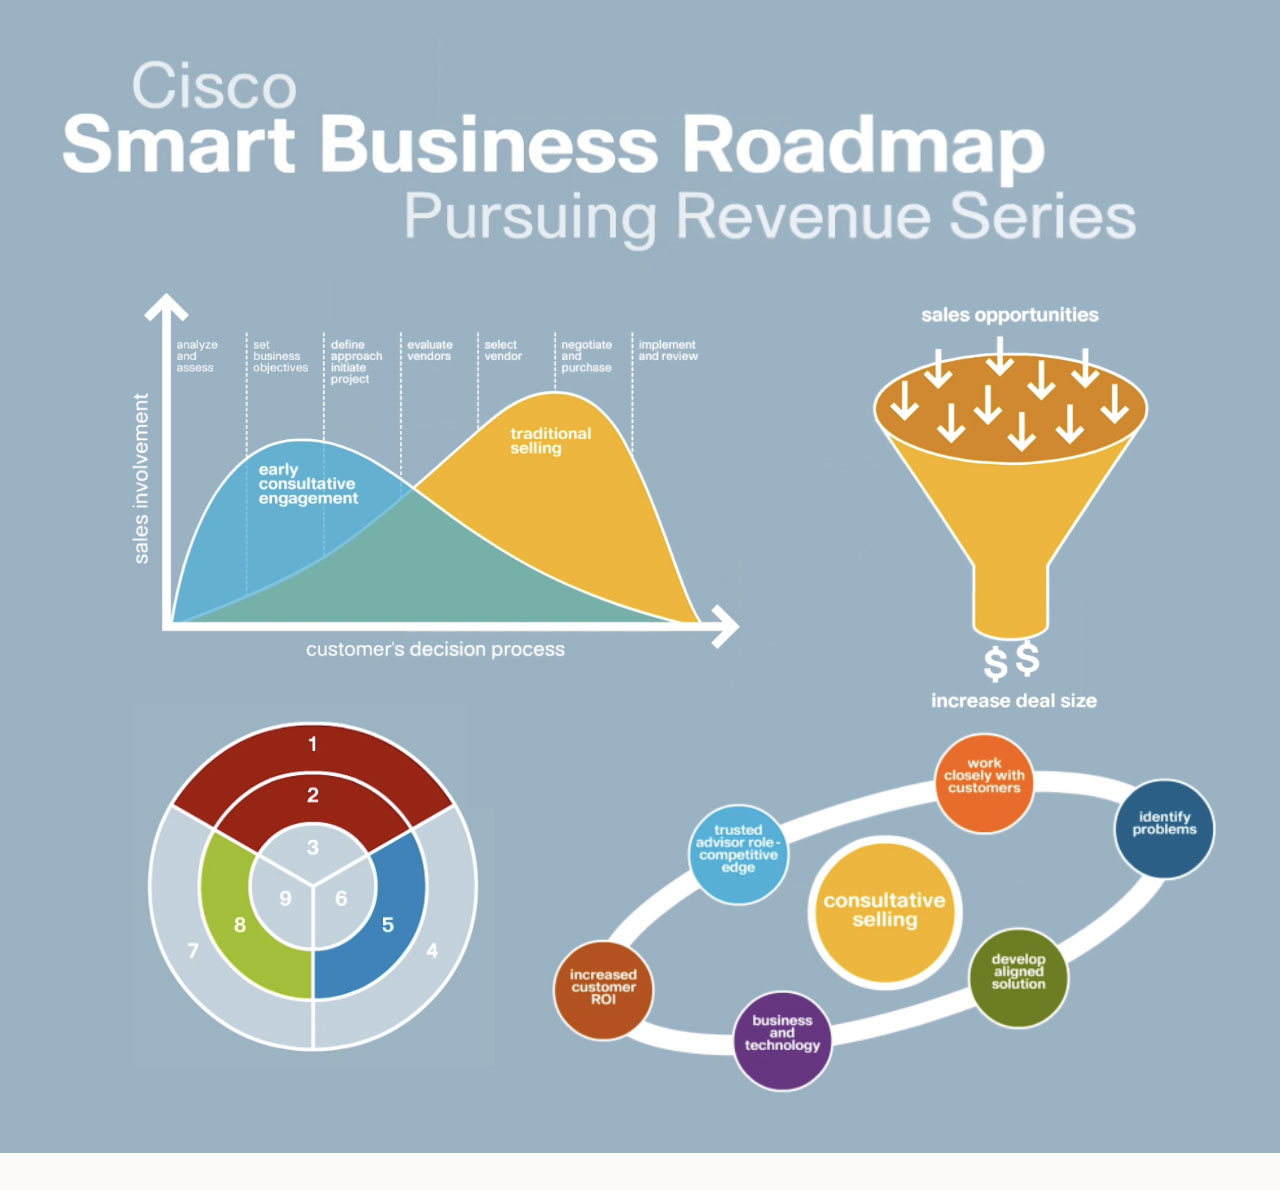 Cisco
Smart Business Roadmap
Pursuing Revenue Series
analyze
and
assess
set
business
objectives
define
approach
initiate
project
evaluate
vendors
select
vendor
negotiate
and
purchase
implement
and review
sales involvement
early
consultative
engagement
traditional
selling
customer's decision process
sales opportunities
$ $
increase deal size
1
2
3
9
6
8
5
7
4
work
closely with
customers
identify
problems
trusted
advisor role-
competitive
edge
consultative
selling
develop
aligned
solution
increased
customer
ROI
business
and
technology